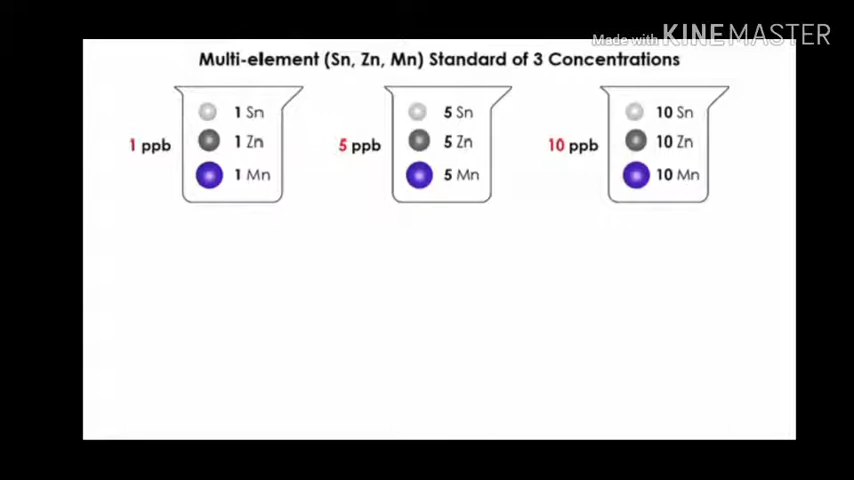 Made with KINEMASTER
Multi-element (Sn, Zn, Mn) Standard of 3 Concentrations
1 ppb
1 Sn
1 Zn
1 Mn
5 ppb
5 Sn
5 Zn
5 Mn
10 ppb
10 Sn
10 Zn
10 Mn